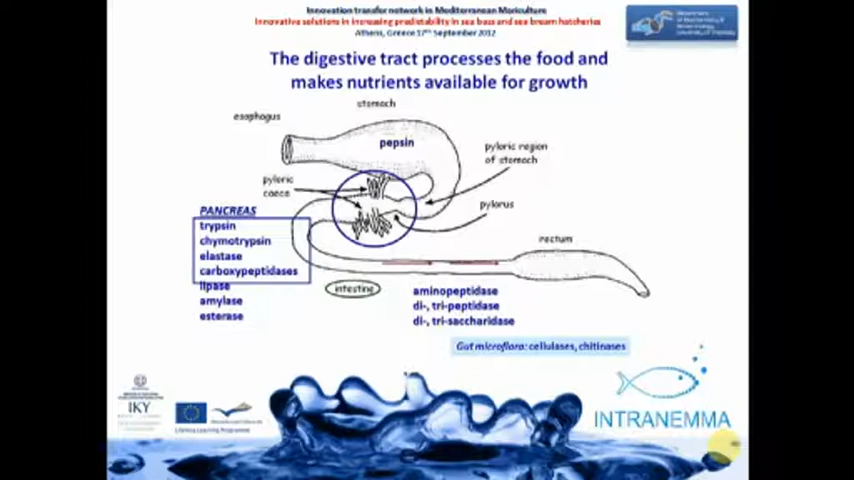 Innovation transfer network in Mediterranean Mariculture
Innovative solutions in increasing predictability in sea bass and sea bream hatcheries
Athens, Greece 17th September 2012
The digestive tract processes the food and
makes nutrients available for growth
stomach
esophagus
pepsin
pyloric region
of stomach
pyloric
caeca
pylorus
PANCREAS
trypsin
chymotrypsin
elastase
carboxypeptidases
lipase
amylase
esterase
rectum
intestine
aminopeptidase
di-, tri-peptidase
di-, tri-saccharidase
Gut microflora: cellulases, chitinases
IKY
Lifelong Learning Programme
INTRANEMMA